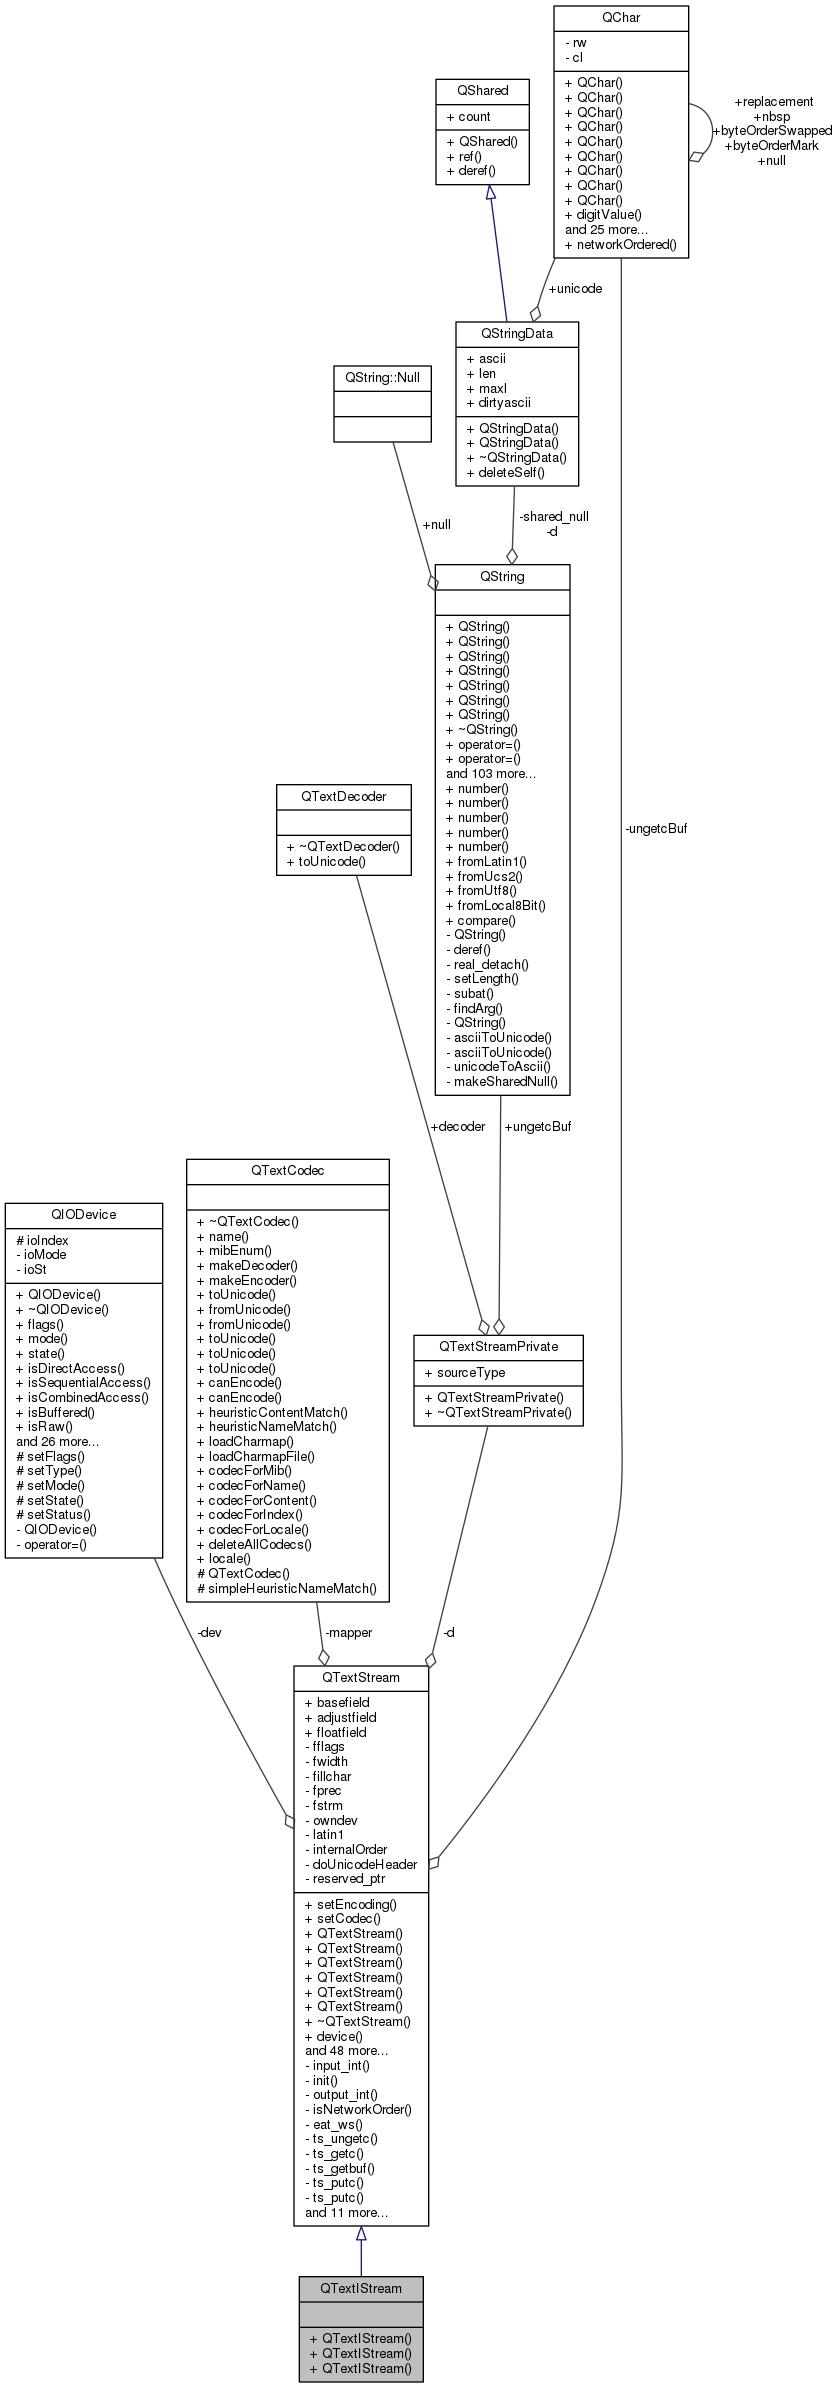 QChar
- rw
- cl
+ QChar()
+ QChar()
+ QChar()
+ QChar()
+ QChar()
+ QChar()
+ QChar()
+ QChar()
+ QChar()
+ digitValue()
and 25 more...
+ networkOrdered()
+replacement
+nbsp
+byteOrderSwapped
+byteOrderMark
+null
QShared
+ count
+ QShared()
+ ref()
+ deref()
+unicode
QStringData
+ ascii
+ len
+ maxl
+ dirtyascii
+ QStringData()
+ QStringData()
+ ~QStringData()
+ deleteSelf()
QString::Null
+null
-shared_null
-d
QString
+ QString()
+ QString()
+ QString()
+ QString()
+ QString()
+ QString()
+ QString()
+ ~QString()
+ operator=()
+ operator=()
and 103 more...
+ number()
+ number()
+ number()
+ number()
+ number()
+ fromLatin1()
+ fromUcs2()
+ fromUtf8()
+ fromLocal8Bit()
+ compare()
- QString()
- deref()
- real_detach()
- setLength()
- subat()
- findArg()
- QString()
- asciiToUnicode()
- asciiToUnicode()
- unicodeToAscii()
- makeSharedNull()
QTextDecoder
+ ~QTextDecoder()
+ toUnicode()
-ungetcBuf
+decoder
+ungetcBuf
QTextCodec
+ ~QTextCodec()
+ name()
+ mibEnum()
+ makeDecoder()
+ makeEncoder()
+ toUnicode()
+ fromUnicode()
+ fromUnicode()
+ toUnicode()
+ toUnicode()
+ toUnicode()
+ canEncode()
+ canEncode()
+ heuristicContentMatch()
+ heuristicNameMatch()
+ loadCharmap()
+ loadCharmapFile()
+ codecForMib()
+ codecForName()
+ codecForContent()
+ codecForIndex()
+ codecForLocale()
+ deleteAllCodecs()
+ locale()
# QTextCodec()
# simpleHeuristicNameMatch()
QIODevice
# ioIndex
- ioMode
- ioSt
+ QIODevice()
+ ~QIODevice()
+ flags()
+ mode()
+ state()
+ isDirectAccess()
+ isSequentialAccess()
+ isCombinedAccess()
+ isBuffered()
+ isRaw()
and 26 more...
# setFlags()
# setType()
# setMode()
# setState()
# setStatus()
- QIODevice()
- operator=()
QTextStreamPrivate
+ sourceType
+ QTextStreamPrivate()
+ ~QTextStreamPrivate()
-dev
-mapper
-d
QTextStream
+ basefield
+ adjustfield
+ floatfield
- fflags
- fwidth
- fillchar
- fprec
- fstrm
- owndev
- latin1
- internalOrder
- doUnicodeHeader
- reserved_ptr
+ setEncoding()
+ setCodec()
+ QTextStream()
+ QTextStream()
+ QTextStream()
+ QTextStream()
+ QTextStream()
+ QTextStream()
+ ~QTextStream()
+ device()
and 48 more...
- input_int()
- init()
- output_int()
- isNetworkOrder()
- eat_ws()
- ts_ungetc()
- ts_getc()
- ts_getbuf()
- ts_putc()
- ts_putc()
and 11 more...
QTextIStream
+ QTextIStream()
+ QTextIStream()
+ QTextIStream()